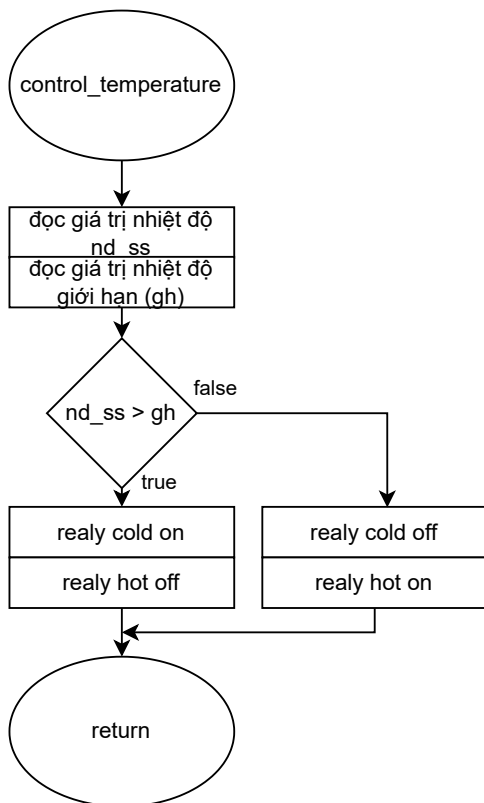 control_temperature
đọc giá trị nhiệt độ
nd_ss
đọc giá trị nhiệt độ
giới hạn (gh)
nd_ss > gh
false
true
realy cold on
realy hot off
realy cold off
realy hot on
return